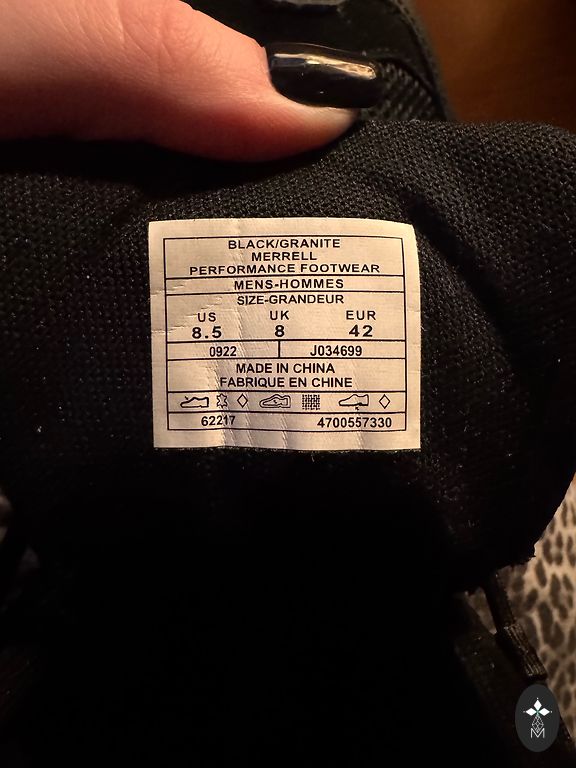 BLACK/GRANITE
MERRELL
PERFORMANCE FOOTWEAR
MENS-HOMMES
SIZE-GRANDEUR
US UK EUR
8.5 8 42
0922 J034699
MADE IN CHINA
FABRIQUE EN CHINE
62217 4700557330
M